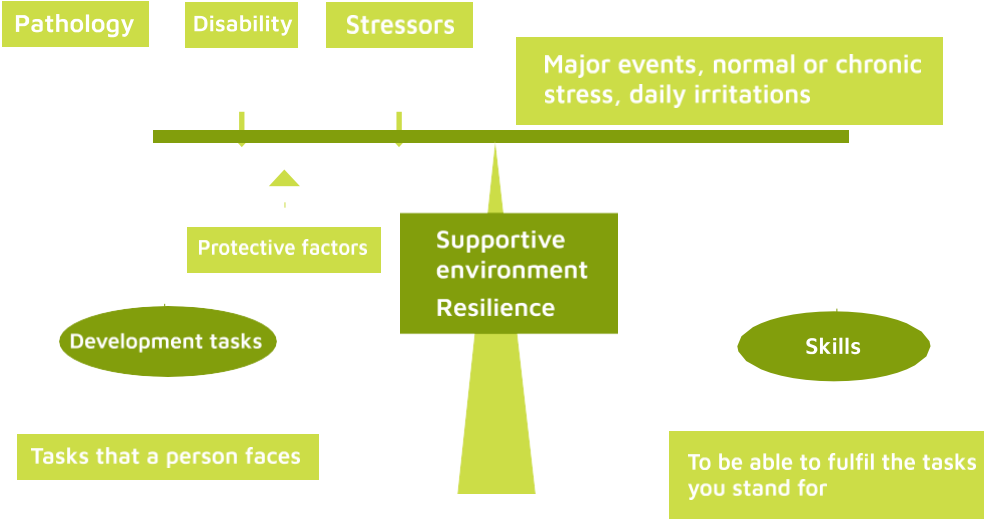 Pathology
Disability
Stressors
Major events, normal or chronic
stress, daily irritations
Protective factors
Supportive
environment
Resilience
Development tasks
Skills
Tasks that a person faces
To be able to fulfil the tasks
you stand for